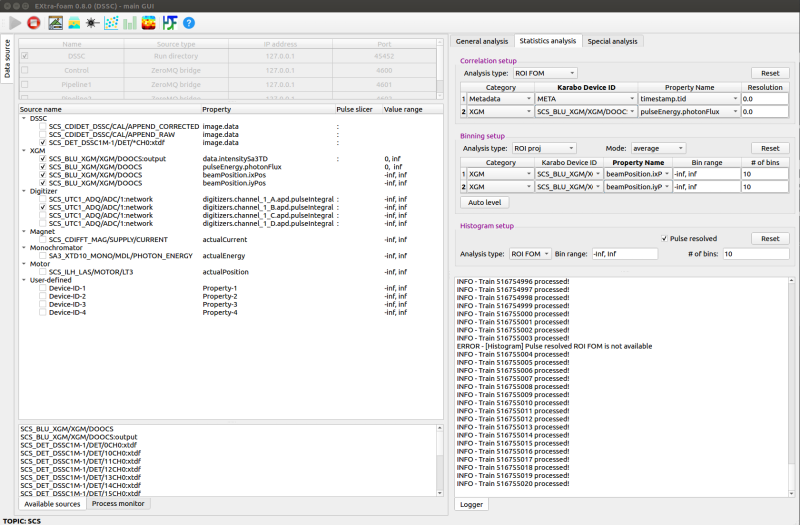 EXtra-foam 0.8.0 (DSSC) - main GUI
Data source
Name Source type IP address Port
DSSC Run directory 127.0.0.1 45452
Control ZeroMQ bridge 127.0.0.1 4600
Pipeline1 ZeroMQ bridge 127.0.0.1 4601
Source name Property Pulse slicer Value range
DSSC
SCS_CDIDET_DSSC/CAL/APPEND_CORRECTED image.data :
SCS_CDIDET_DSSC/CAL/APPEND_RAW image.data :
SCS_DET_DSSC1M-1/DET/*CH0:xtdf image.data :
XGM
SCS_BLU_XGM/XGM/DOOCS:output data.intensitySa3TD : 0, inf
SCS_BLU_XGM/XGM/DOOCS pulseEnergy.photonFlux 0, inf
SCS_BLU_XGM/XGM/DOOCS beamPosition.ixPos -inf, inf
SCS_BLU_XGM/XGM/DOOCS beamPosition.iyPos -inf, inf
Digitizer
SCS_UTC1_ADQ/ADC/1:network digitizers.channel_1_A.apd.pulseIntegral : -inf, inf
SCS_UTC1_ADQ/ADC/1:network digitizers.channel_1_B.apd.pulseIntegral : -inf, inf
SCS_UTC1_ADQ/ADC/1:network digitizers.channel_1_C.apd.pulseIntegral : -inf, inf
SCS_UTC1_ADQ/ADC/1:network digitizers.channel_1_D.apd.pulseIntegral : -inf, inf
Magnet
SCS_CDIFFT_MAG/SUPPLY/CURRENT actualCurrent -inf, inf
Monochromator
SA3_XTD10_MONO/MDL/PHOTON_ENERGY actualEnergy -inf, inf
Motor
SCS_ILH_LAS/MOTOR/LT3 actualPosition -inf, inf
User-defined
Device-ID-1 Property-1 -inf, inf
Device-ID-2 Property-2 -inf, inf
Device-ID-3 Property-3 -inf, inf
Device-ID-4 Property-4 -inf, inf
SCS_BLU_XGM/XGM/DOOCS
SCS_BLU_XGM/XGM/DOOCS:output
SCS_DET_DSSC1M-1/DET/0CH0:xtdf
SCS_DET_DSSC1M-1/DET/10CH0:xtdf
SCS_DET_DSSC1M-1/DET/11CH0:xtdf
SCS_DET_DSSC1M-1/DET/12CH0:xtdf
SCS_DET_DSSC1M-1/DET/13CH0:xtdf
SCS_DET_DSSC1M-1/DET/14CH0:xtdf
SCS_DET_DSSC1M-1/DET/15CH0:xtdf
Available sources Process monitor
TOPIC: SCS
General analysis Statistics analysis Special analysis
Correlation setup
Analysis type: ROI FOM Reset
Category Karabo Device ID Property Name Resolution
1 Metadata META timestamp.tid 0.0
2 XGM SCS_BLU_XGM/XGM/DOOC pulseEnergy.photonFlux 0.0
Binning setup
Analysis type: ROI proj Mode: average Reset
Category Karabo Device ID Property Name Bin range # of bins
1 XGM SCS_BLU_XGM/X beamPosition.ixP -inf, inf 10
2 XGM SCS_BLU_XGM/X beamPosition.iyP -inf, inf 10
Auto level
Histogram setup
Pulse resolved Reset
Analysis type: ROI FOM Bin range: -Inf, Inf # of bins: 10
INFO - Train 516754996 processed!
INFO - Train 516754997 processed!
INFO - Train 516754998 processed!
INFO - Train 516754999 processed!
INFO - Train 516755000 processed!
INFO - Train 516755001 processed!
INFO - Train 516755002 processed!
INFO - Train 516755003 processed!
ERROR - [Histogram] Pulse resolved ROI FOM is not available
INFO - Train 516755004 processed!
INFO - Train 516755005 processed!
INFO - Train 516755006 processed!
INFO - Train 516755007 processed!
INFO - Train 516755008 processed!
INFO - Train 516755009 processed!
INFO - Train 516755010 processed!
INFO - Train 516755011 processed!
INFO - Train 516755012 processed!
INFO - Train 516755013 processed!
INFO - Train 516755014 processed!
INFO - Train 516755015 processed!
INFO - Train 516755016 processed!
INFO - Train 516755017 processed!
INFO - Train 516755018 processed!
INFO - Train 516755019 processed!
INFO - Train 516755020 processed!
Logger